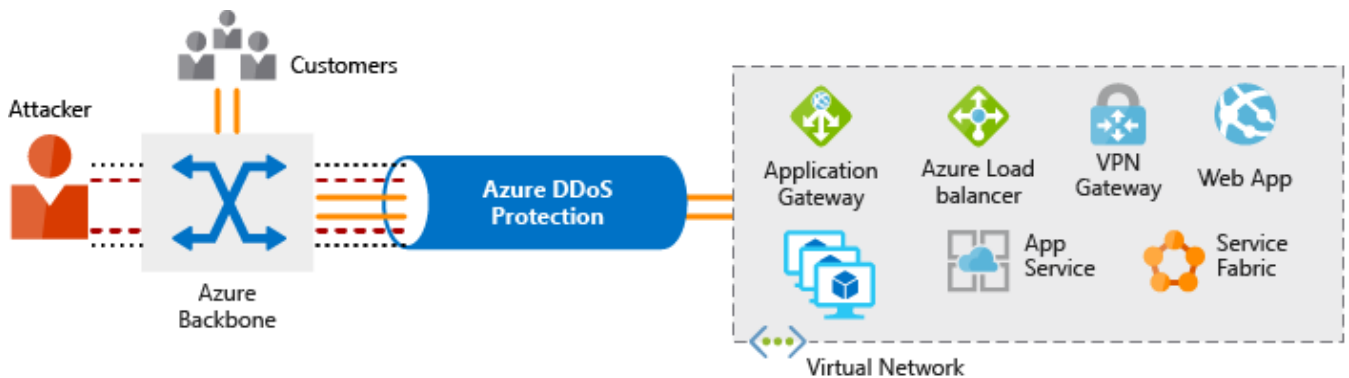 Customers
Attacker
Azure
Backbone
Azure DDoS
Protection
Application
Gateway
Azure Load
balancer
VPN
Gateway
Web App
App
Service
Service
Fabric
Virtual Network